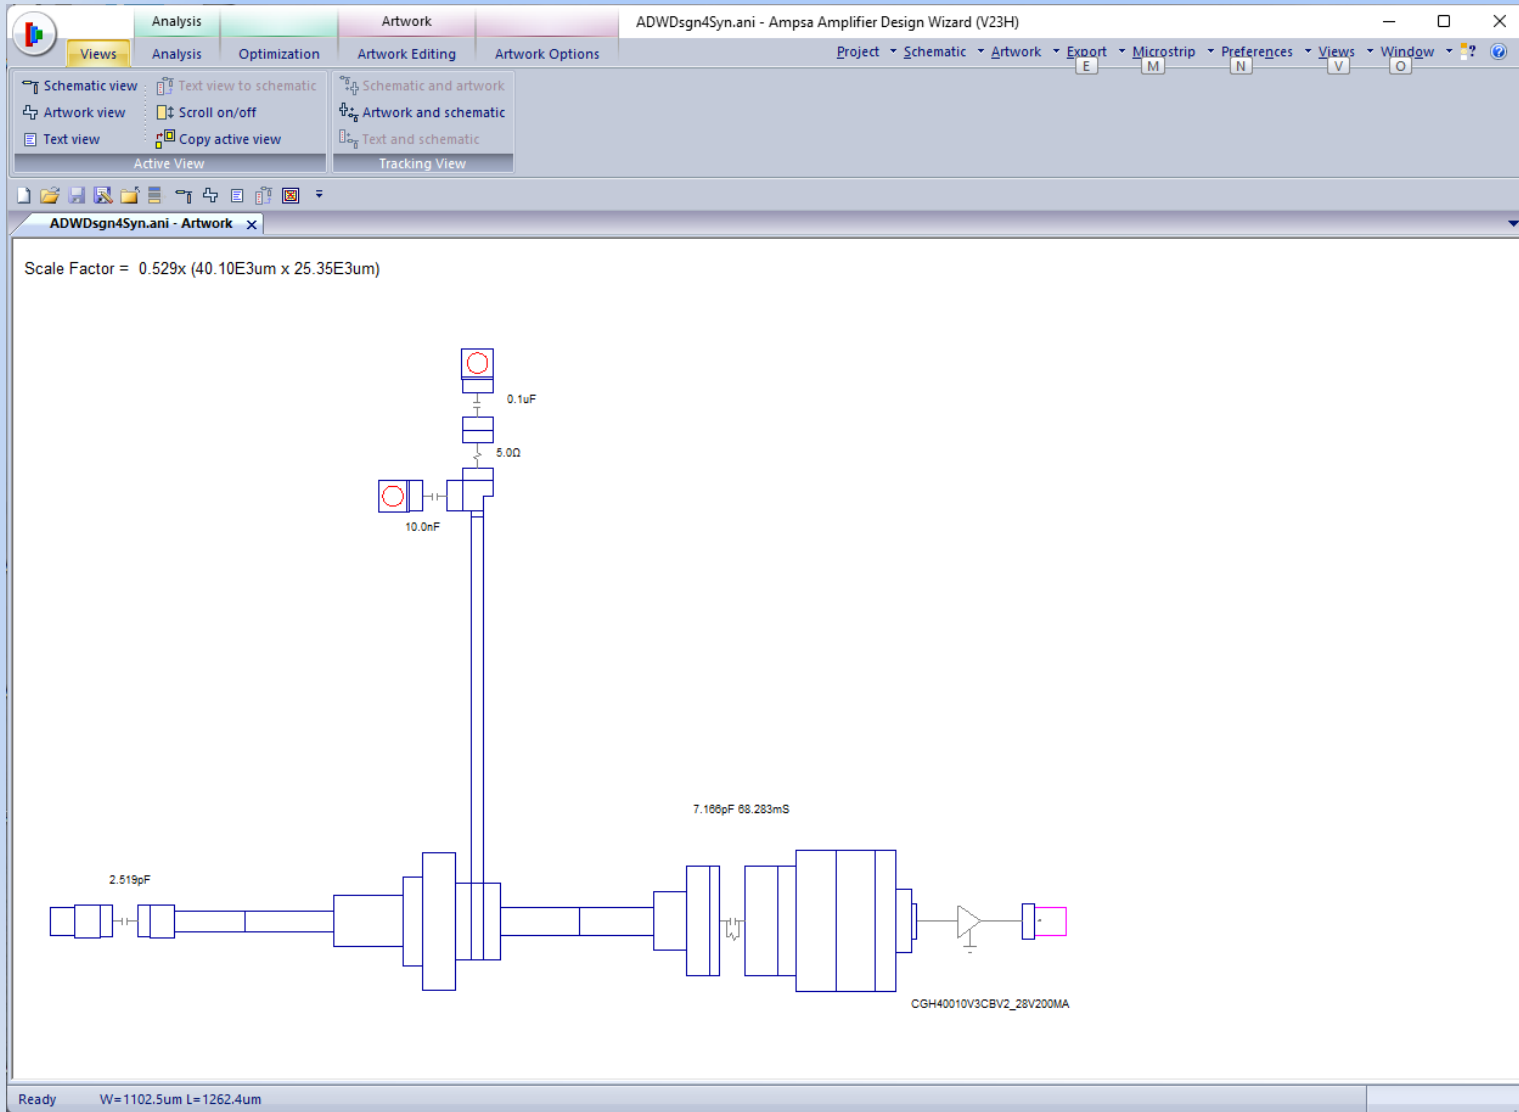 Analysis Artwork ADWDsgn4Syn.ani - Ampsa Amplifier Design Wizard (V23H)
Views Analysis Optimization Artwork Editing Artwork Options Project Schematic Artwork Export Microstrip Preferences Views Window ?
E M N V O
Schematic view Text view to schematic Schematic and artwork
Artwork view Scroll on/off Artwork and schematic
Text view Copy active view Text and schematic
Active View Tracking View
ADWDsgn4Syn.ani - Artwork x
Scale Factor = 0.529x (40.10E3um x 25.35E3um)
0.1uF
5.0Ω
10.0nF
7.166pF 68.283mS
2.519pF
CGH40010V3CBV2_28V200MA
Ready W=1102.5um L=1262.4um